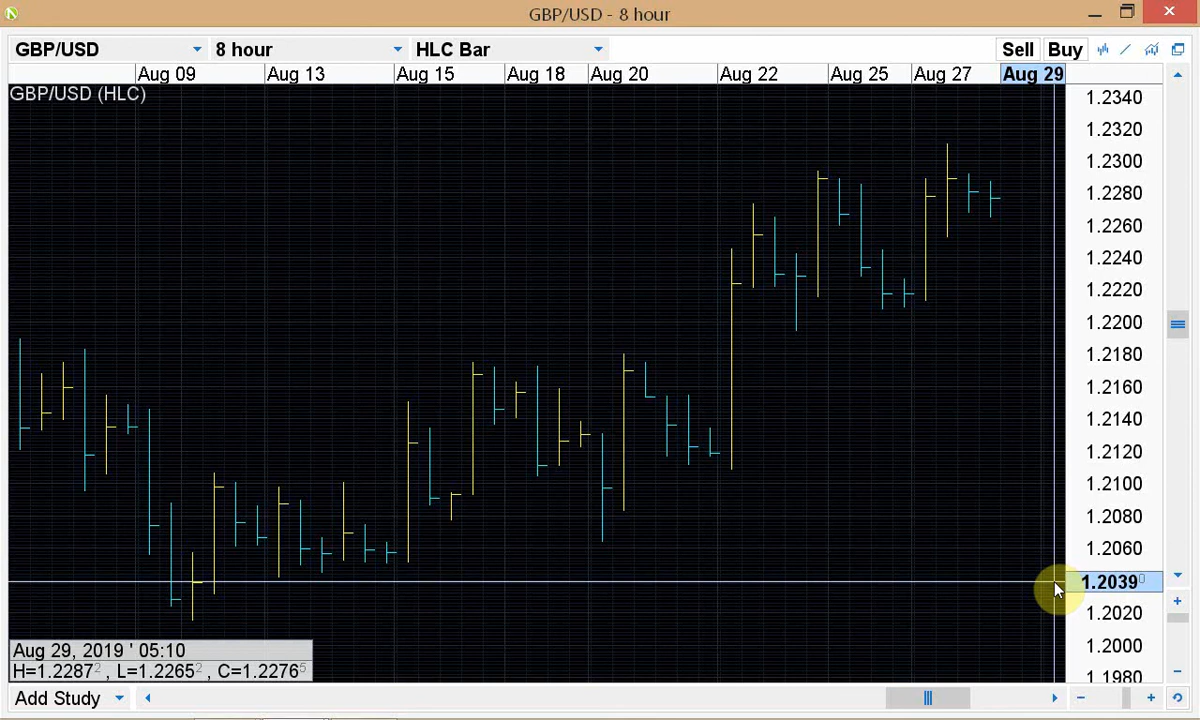 GBP/USD - 8 hour
GBP/USD 8 hour HLC Bar Sell Buy
Aug 09 Aug 13 Aug 15 Aug 18 Aug 20 Aug 22 Aug 25 Aug 27 Aug 29
GBP/USD (HLC)
1.2340
1.2320
1.2300
1.2280
1.2260
1.2240
1.2220
1.2200
1.2180
1.2160
1.2140
1.2120
1.2100
1.2080
1.2060
1.20390
1.2020
1.2000
1.1980
Aug 29, 2019 ' 05:10
H=1.22872 , L=1.22652 , C=1.22765
Add Study